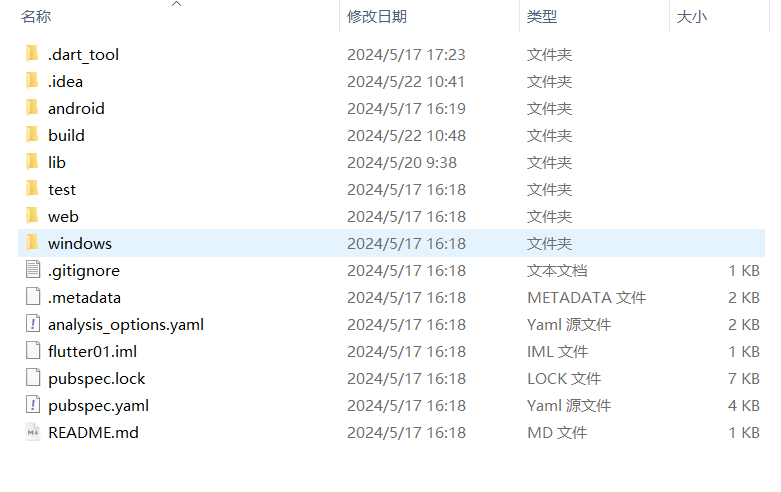 名称 修改日期 类型 大小
.dart_tool 2024/5/17 17:23 文件夹
.idea 2024/5/22 10:41 文件夹
android 2024/5/17 16:19 文件夹
build 2024/5/22 10:48 文件夹
lib 2024/5/20 9:38 文件夹
test 2024/5/17 16:18 文件夹
web 2024/5/17 16:18 文件夹
windows 2024/5/17 16:18 文件夹
.gitignore 2024/5/17 16:18 文本文档 1 KB
.metadata 2024/5/17 16:18 METADATA 文件 2 KB
analysis_options.yaml 2024/5/17 16:18 Yaml 源文件 2 KB
flutter01.iml 2024/5/17 16:18 IML 文件 1 KB
pubspec.lock 2024/5/17 16:18 LOCK 文件 7 KB
pubspec.yaml 2024/5/17 16:18 Yaml 源文件 4 KB
README.md 2024/5/17 16:18 MD 文件 1 KB